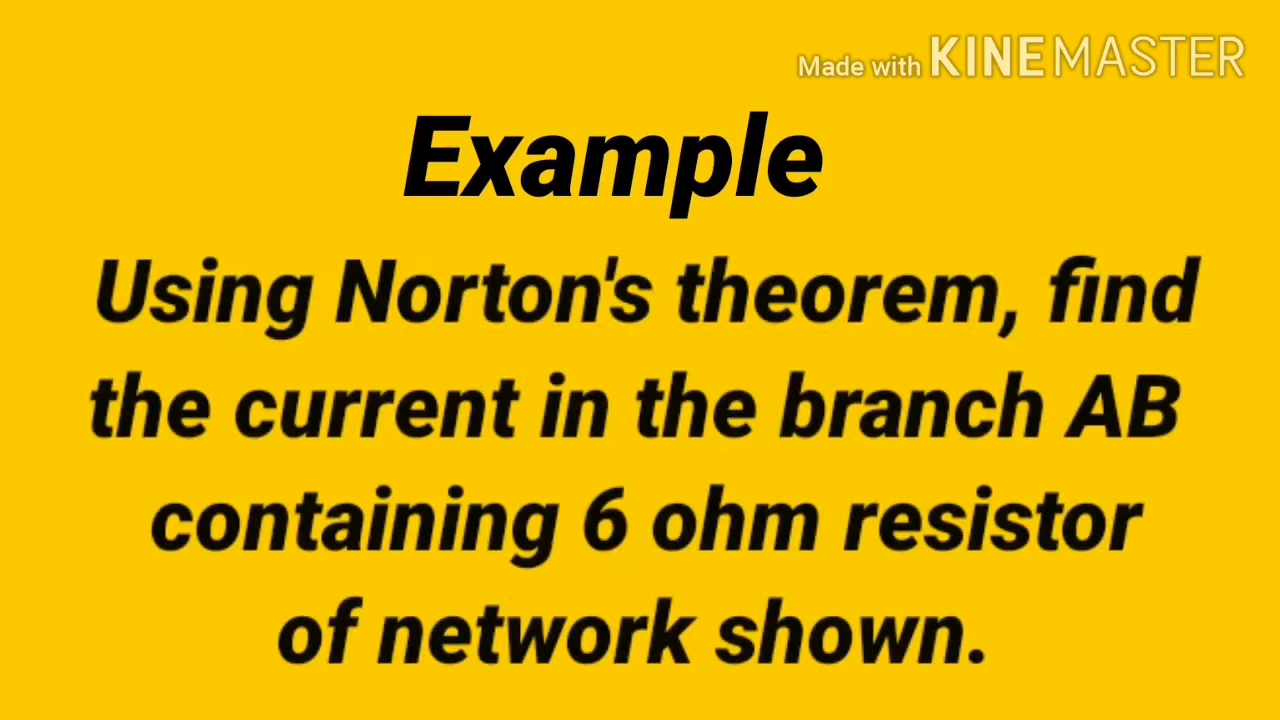 Made with KINEMASTER
Example
Using Norton's theorem, find
the current in the branch AB
containing 6 ohm resistor
of network shown.